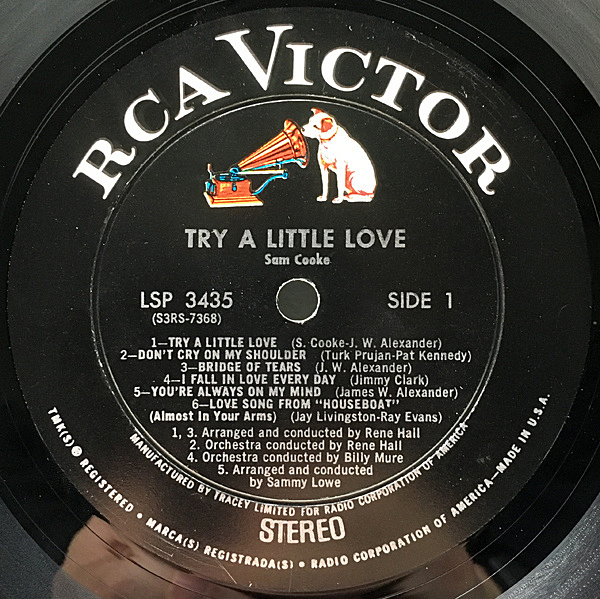 RCA VICTOR
TRY A LITTLE LOVE
Sam Cooke
LSP 3435
(S3RS-7368)
SIDE 1
1—TRY A LITTLE LOVE (S. Cooke-J. W. Alexander)
2—DON'T CRY ON MY SHOULDER (Turk Prujan-Pat Kennedy)
3—BRIDGE OF TEARS (J. W. Alexander)
4—I FALL IN LOVE EVERY DAY (Jimmy Clark)
5—YOU'RE ALWAYS ON MY MIND (James W. Alexander)
6—LOVE SONG FROM "HOUSEBOAT"
(Almost In Your Arms) (Jay Livingston-Ray Evans)
1, 3. Arranged and conducted by Rene Hall
2. Orchestra conducted by Rene Hall
4. Orchestra conducted by Billy Mure
5. Arranged and conducted
by Sammy Lowe
MANUFACTURED BY TRACEY LIMITED FOR RADIO CORPORATION OF AMERICA
STEREO
TMK(S) ® REGISTERED • MARCA(S) REGISTRADA(S) • RADIO CORPORATION OF AMERICA—MADE IN U.S.A.